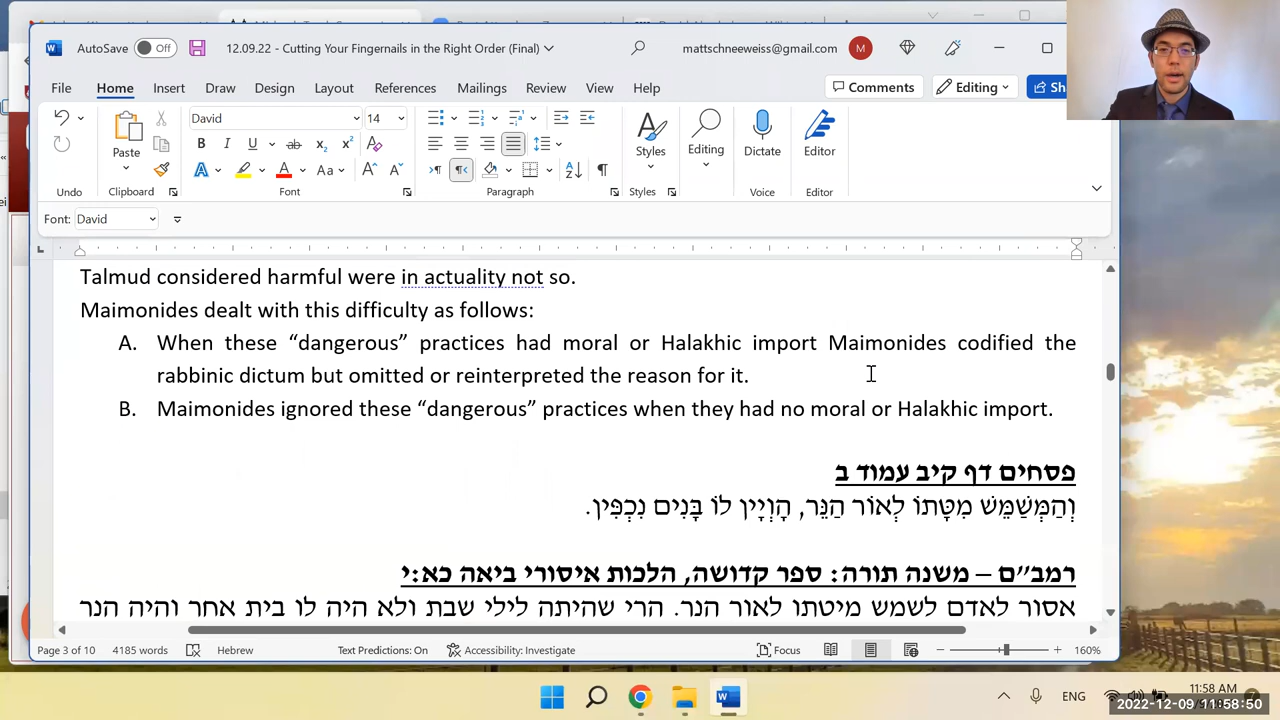 AutoSave Off 12.09.22 - Cutting Your Fingernails in the Right Order (Final) mattschneeweiss@gmail.com M
File Home Insert Draw Design Layout References Mailings Review View Help Comments Editing Sh
David 14
Paste Styles Editing Dictate Editor
Undo Clipboard Font Paragraph Styles Voice Editor
Font: David
Talmud considered harmful were in actuality not so.
Maimonides dealt with this difficulty as follows:
A. When these “dangerous” practices had moral or Halakhic import Maimonides codified the
rabbinic dictum but omitted or reinterpreted the reason for it.
B. Maimonides ignored these “dangerous” practices when they had no moral or Halakhic import.
פסחים דף קיב עמוד ב
וְהַמְּשַׁמֵּשׁ מִטָּתוֹ לְאוֹר הַנֵּר, הָוְיָין לוֹ בָּנִים נִכְפִּין.
רמב״ם – משנה תורה: ספר קדושה, הלכות איסורי ביאה כא:י
אסור לאדם לשמש מיטתו לאור הנר. הרי שהיתה לילי שבת ולא היה לו בית אחר והיה הנר
Page 3 of 10 4185 words Hebrew Text Predictions: On Accessibility: Investigate Focus 160%
ENG 11:58 AM
2022-12-09 11:58:50